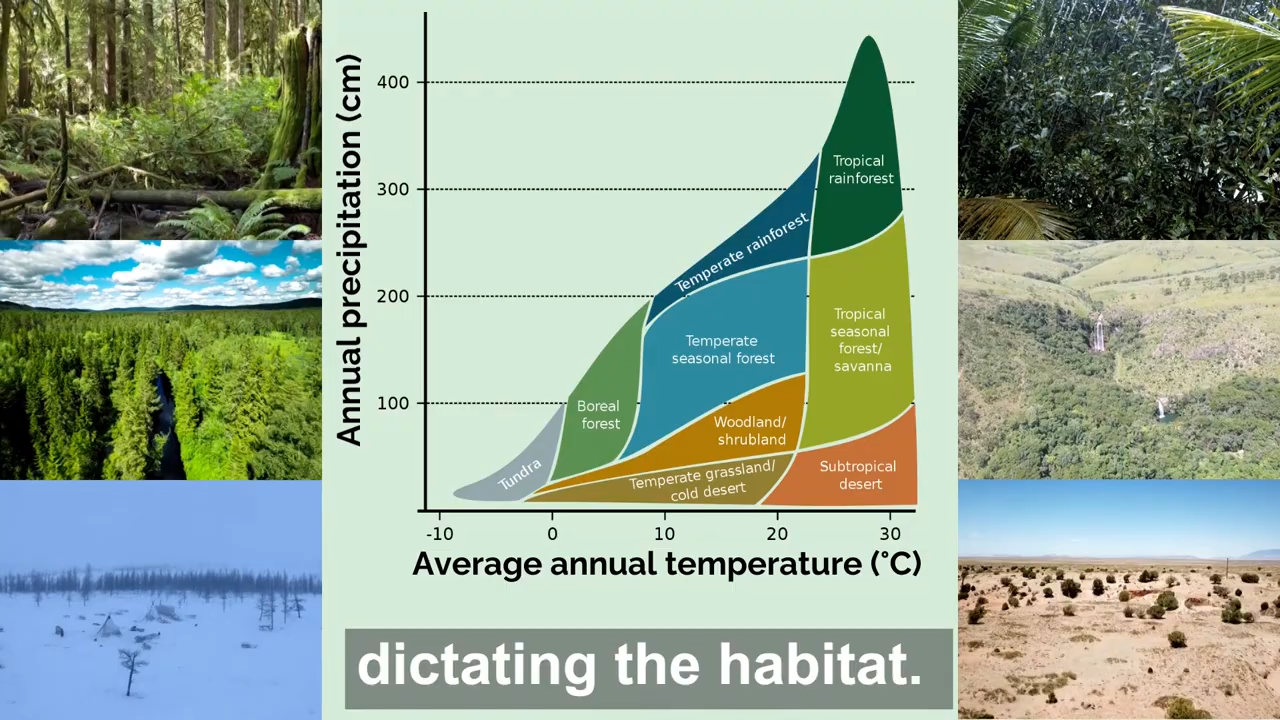 Annual precipitation (cm)
400
300
200
100
Tropical
rainforest
Temperate rainforest
Tropical
seasonal
forest/
savanna
Temperate
seasonal forest
Boreal
forest
Woodland/
shrubland
Tundra
Temperate grassland/
cold desert
Subtropical
desert
-10 0 10 20 30
Average annual temperature (°C)
dictating the habitat.